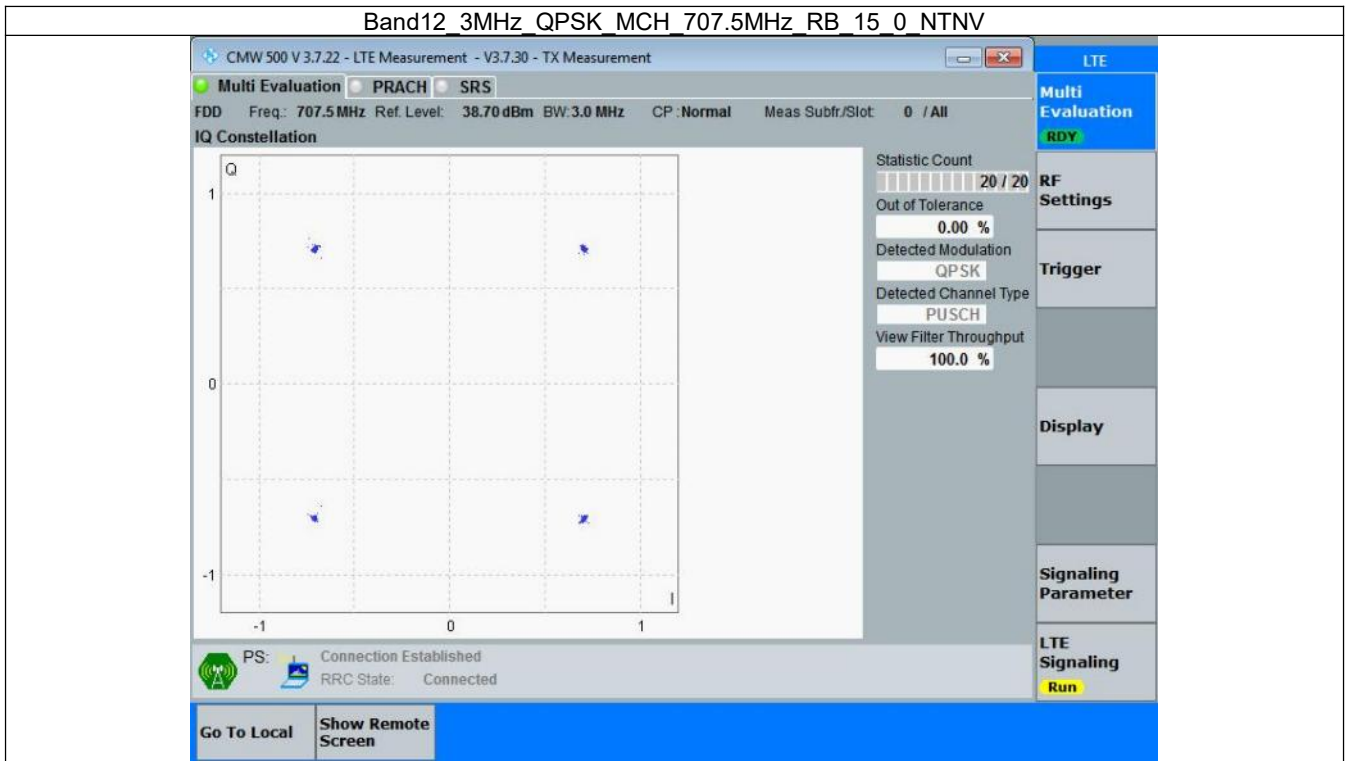 Band12_3MHz_QPSK_MCH_707.5MHz_RB_15_0_NTNV
CMW 500 V 3.7.22 - LTE Measurement - V3.7.30 - TX Measurement
LTE
Multi Evaluation PRACH SRS
FDD Freq.: 707.5 MHz Ref. Level: 38.70 dBm BW: 3.0 MHz CP : Normal Meas Subfr./Slot: 0 / All
IQ Constellation
Q
1
0
-1
-1 0 1
I
Statistic Count
20 / 20
Out of Tolerance
0.00 %
Detected Modulation
QPSK
Detected Channel Type
PUSCH
View Filter Throughput
100.0 %
Multi
Evaluation
RDY
RF
Settings
Trigger
Display
Signaling
Parameter
LTE
Signaling
Run
PS: Connection Established
RRC State: Connected
Go To Local
Show Remote
Screen